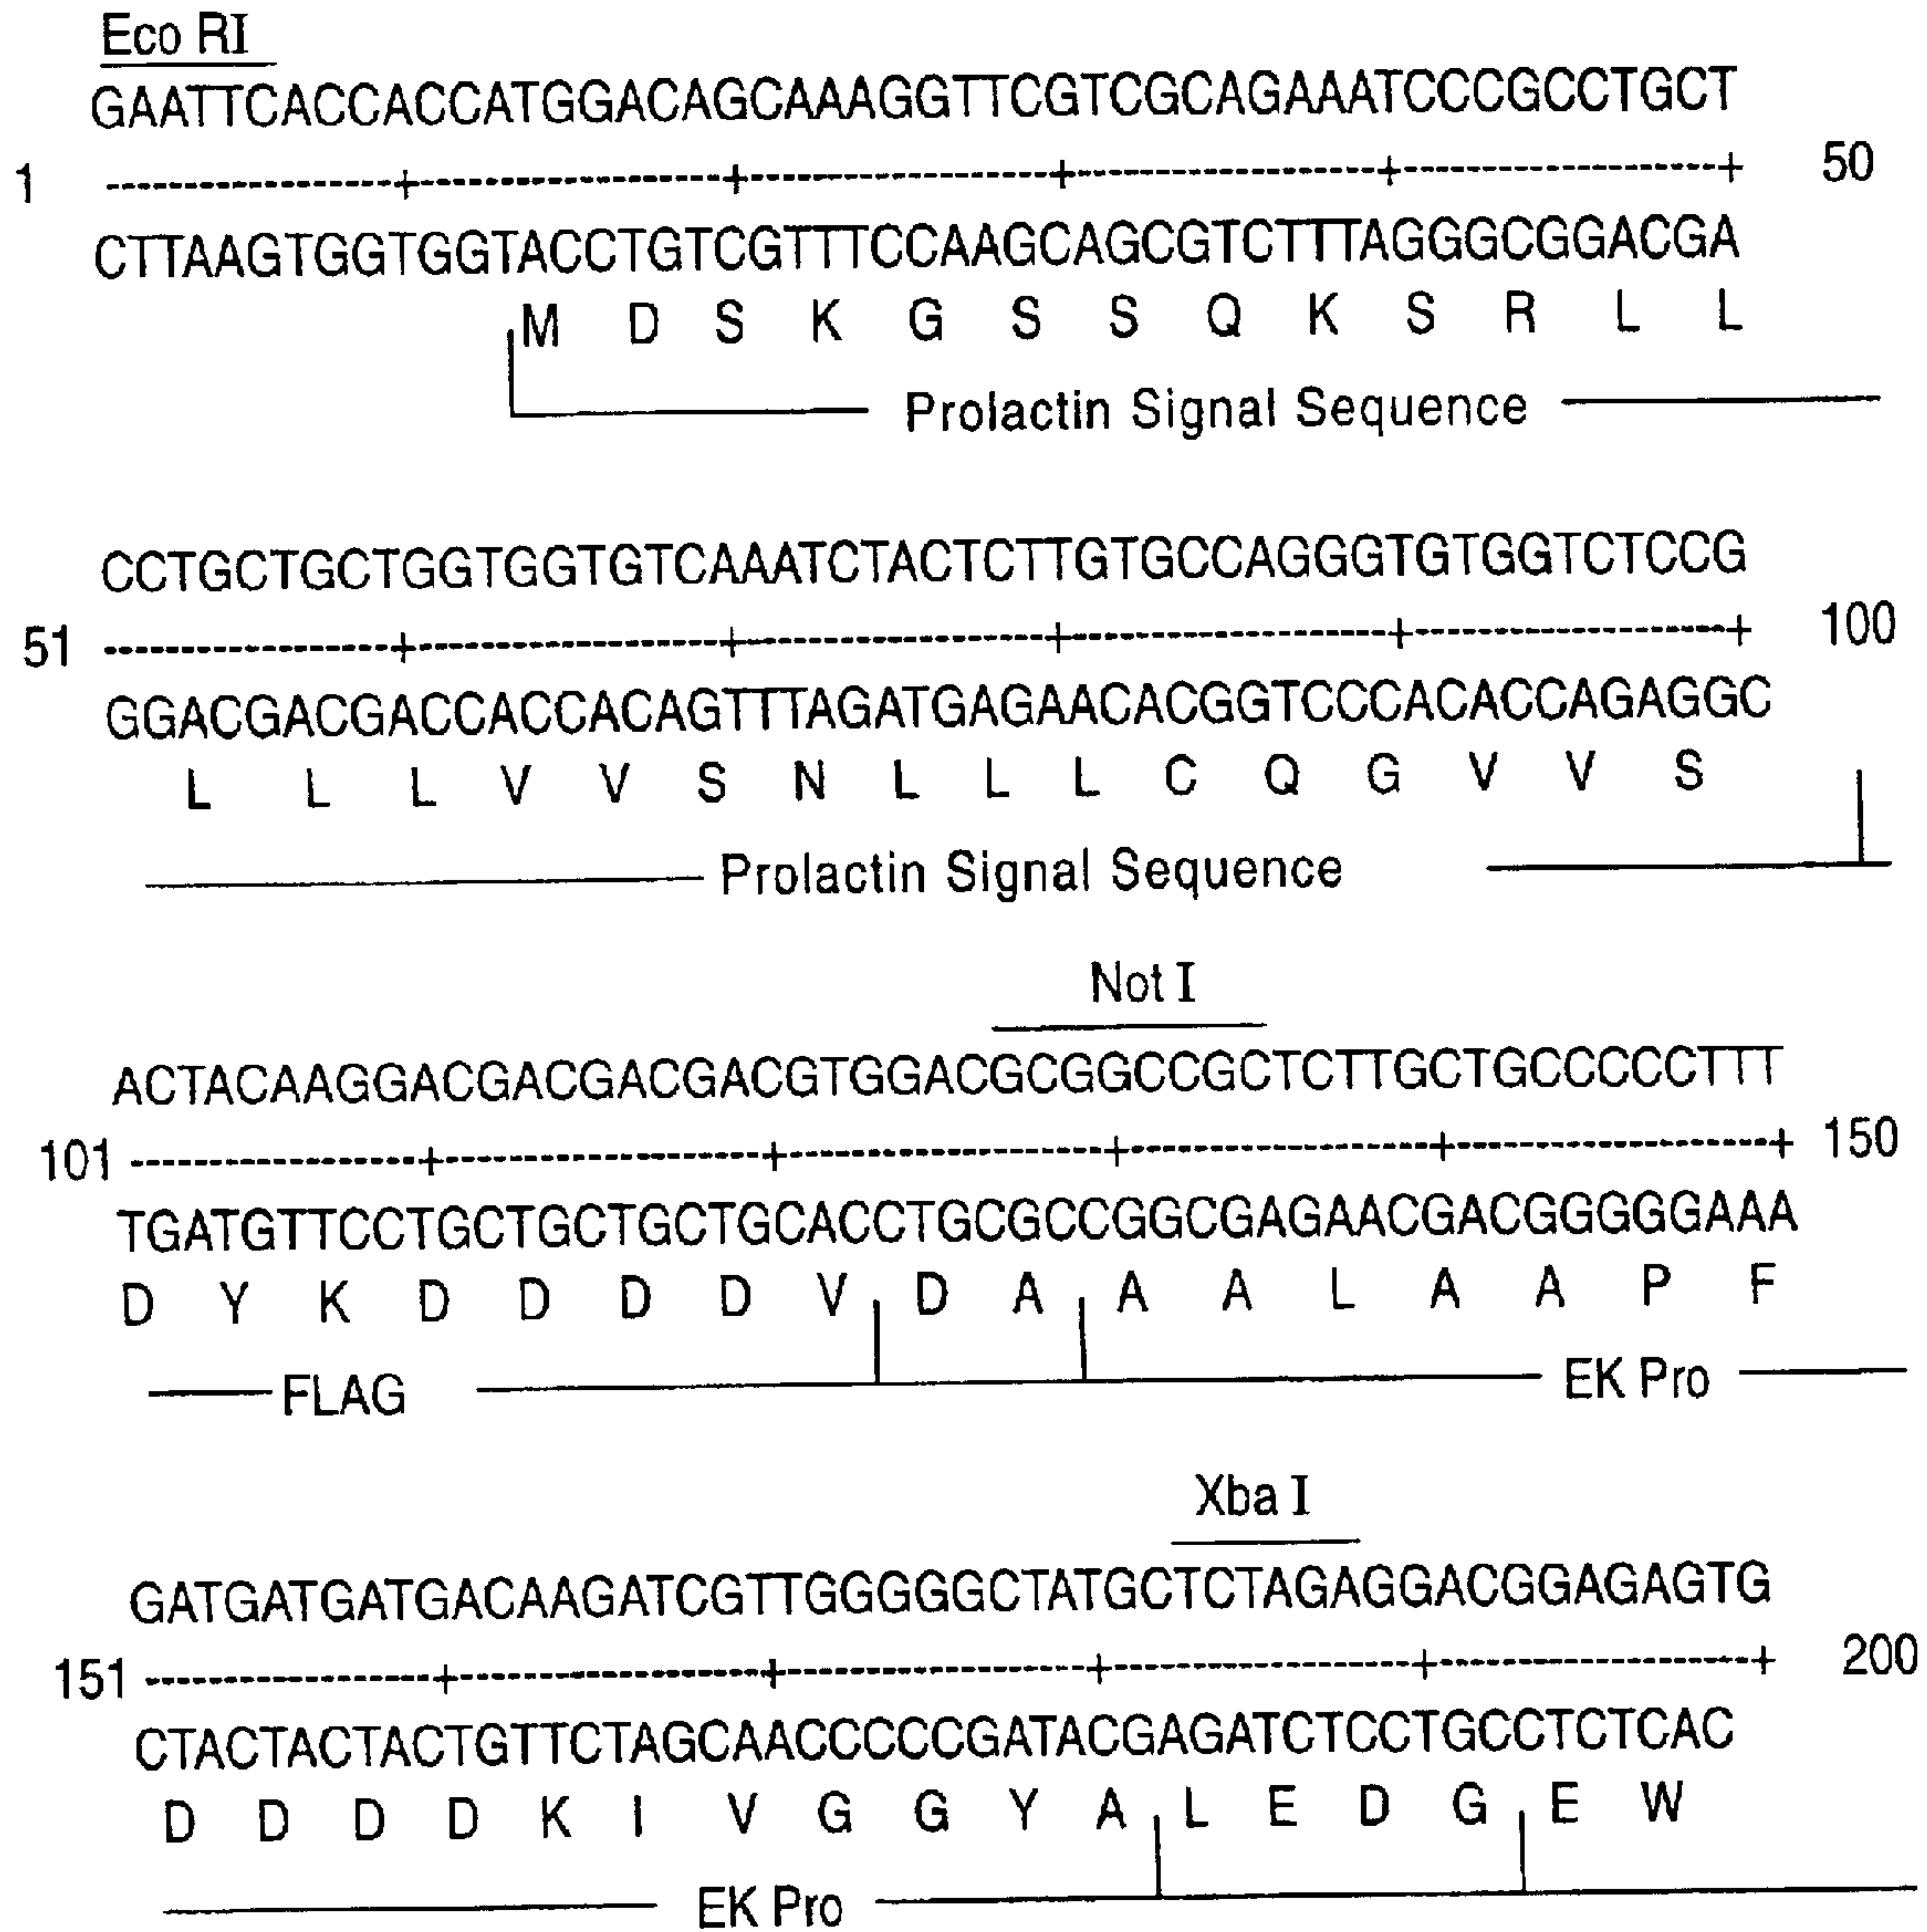 Eco RI
GAATTCACCACCATGGACAGCAAAGGTTCGTCGCAGAAATCCCGCCTGCT
1 ---------+---------+---------+---------+---------+ 50
CTTAAGTGGTGGTACCTGTCGTTTCCAAGCAGCGTCTTTAGGGCGGACGA
M D S K G S S Q K S R L L
Prolactin Signal Sequence
CCTGCTGCTGGTGGTGTCAAATCTACTCTTGTGCCAGGGTGTGGTCTCCG
51 ---------+---------+---------+---------+---------+ 100
GGACGACGACCACCACAGTTTAGATGAGAACACGGTCCCACACCAGAGGC
L L L V V S N L L L C Q G V V S
Prolactin Signal Sequence
Not I
ACTACAAGGACGACGACGACGTGGACGCGGCCGCTCTTGCTGCCCCCTTT
101 ---------+---------+---------+---------+---------+ 150
TGATGTTCCTGCTGCTGCTGCACCTGCGCCGGCGAGAACGACGGGGGAAA
D Y K D D D D V D A A A L A A P F
FLAG EK Pro
Xba I
GATGATGATGACAAGATCGTTGGGGGCTATGCTCTAGAGGACGGAGAGTG
151 ---------+---------+---------+---------+---------+ 200
CTACTACTACTGTTCTAGCAACCCCCGATACGAGATCTCCTGCCTCTCAC
D D D D K I V G G Y A L E D G E W
EK Pro